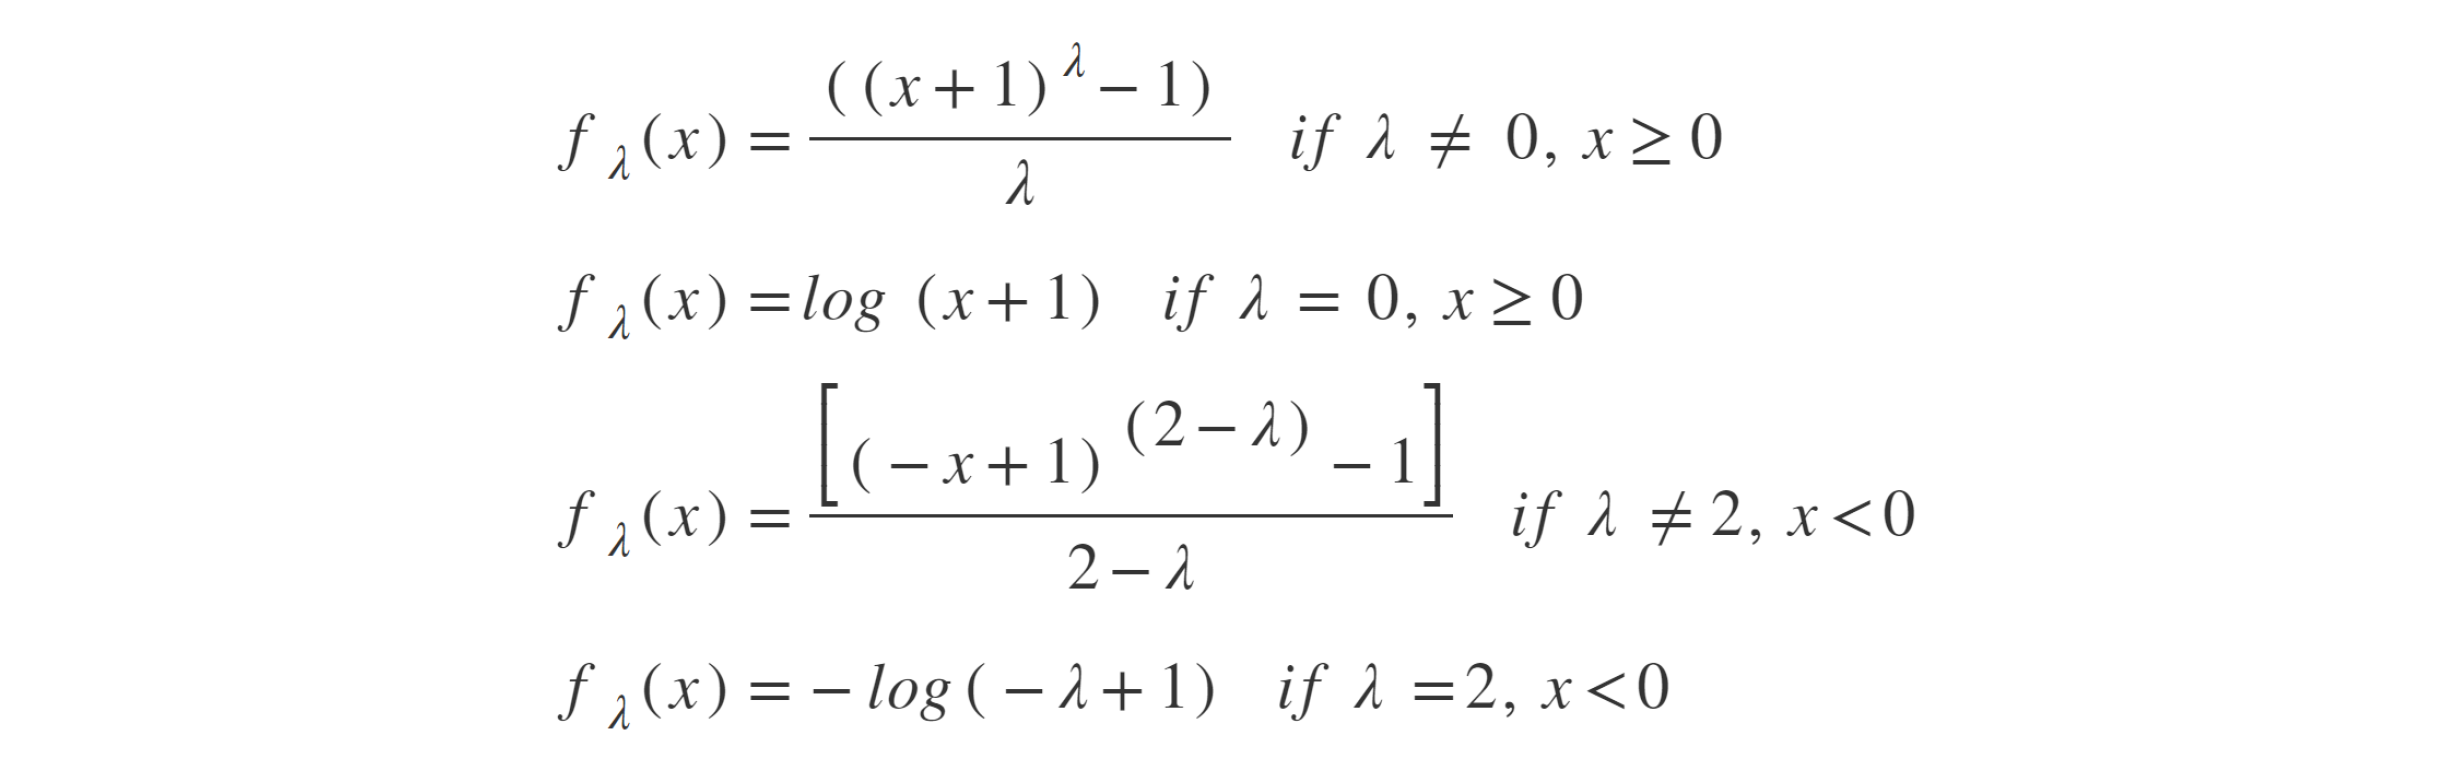 f_λ(x) = ((x+1)^λ − 1) / λ if λ ≠ 0, x ≥ 0
f_λ(x) = log (x+1) if λ = 0, x ≥ 0
f_λ(x) = [(−x+1)^(2−λ) − 1] / 2−λ if λ ≠ 2, x < 0
f_λ(x) = −log(−λ+1) if λ = 2, x < 0